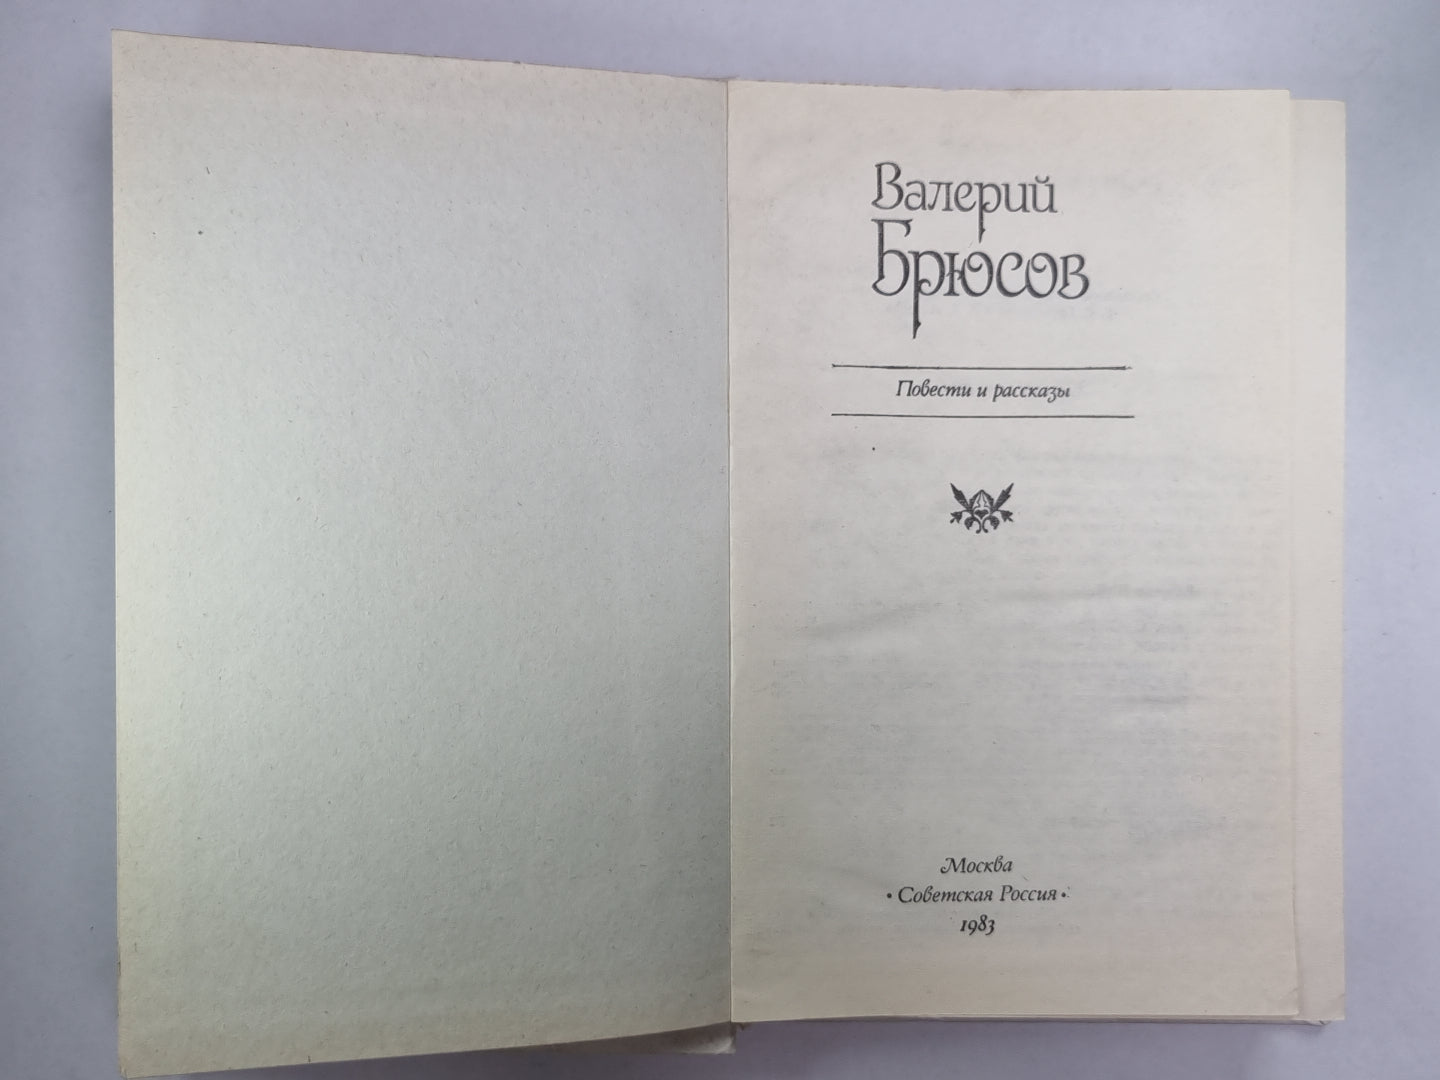 Валерий
Брюсов
Повести и рассказы
Москва
• Советская Россия •
1983